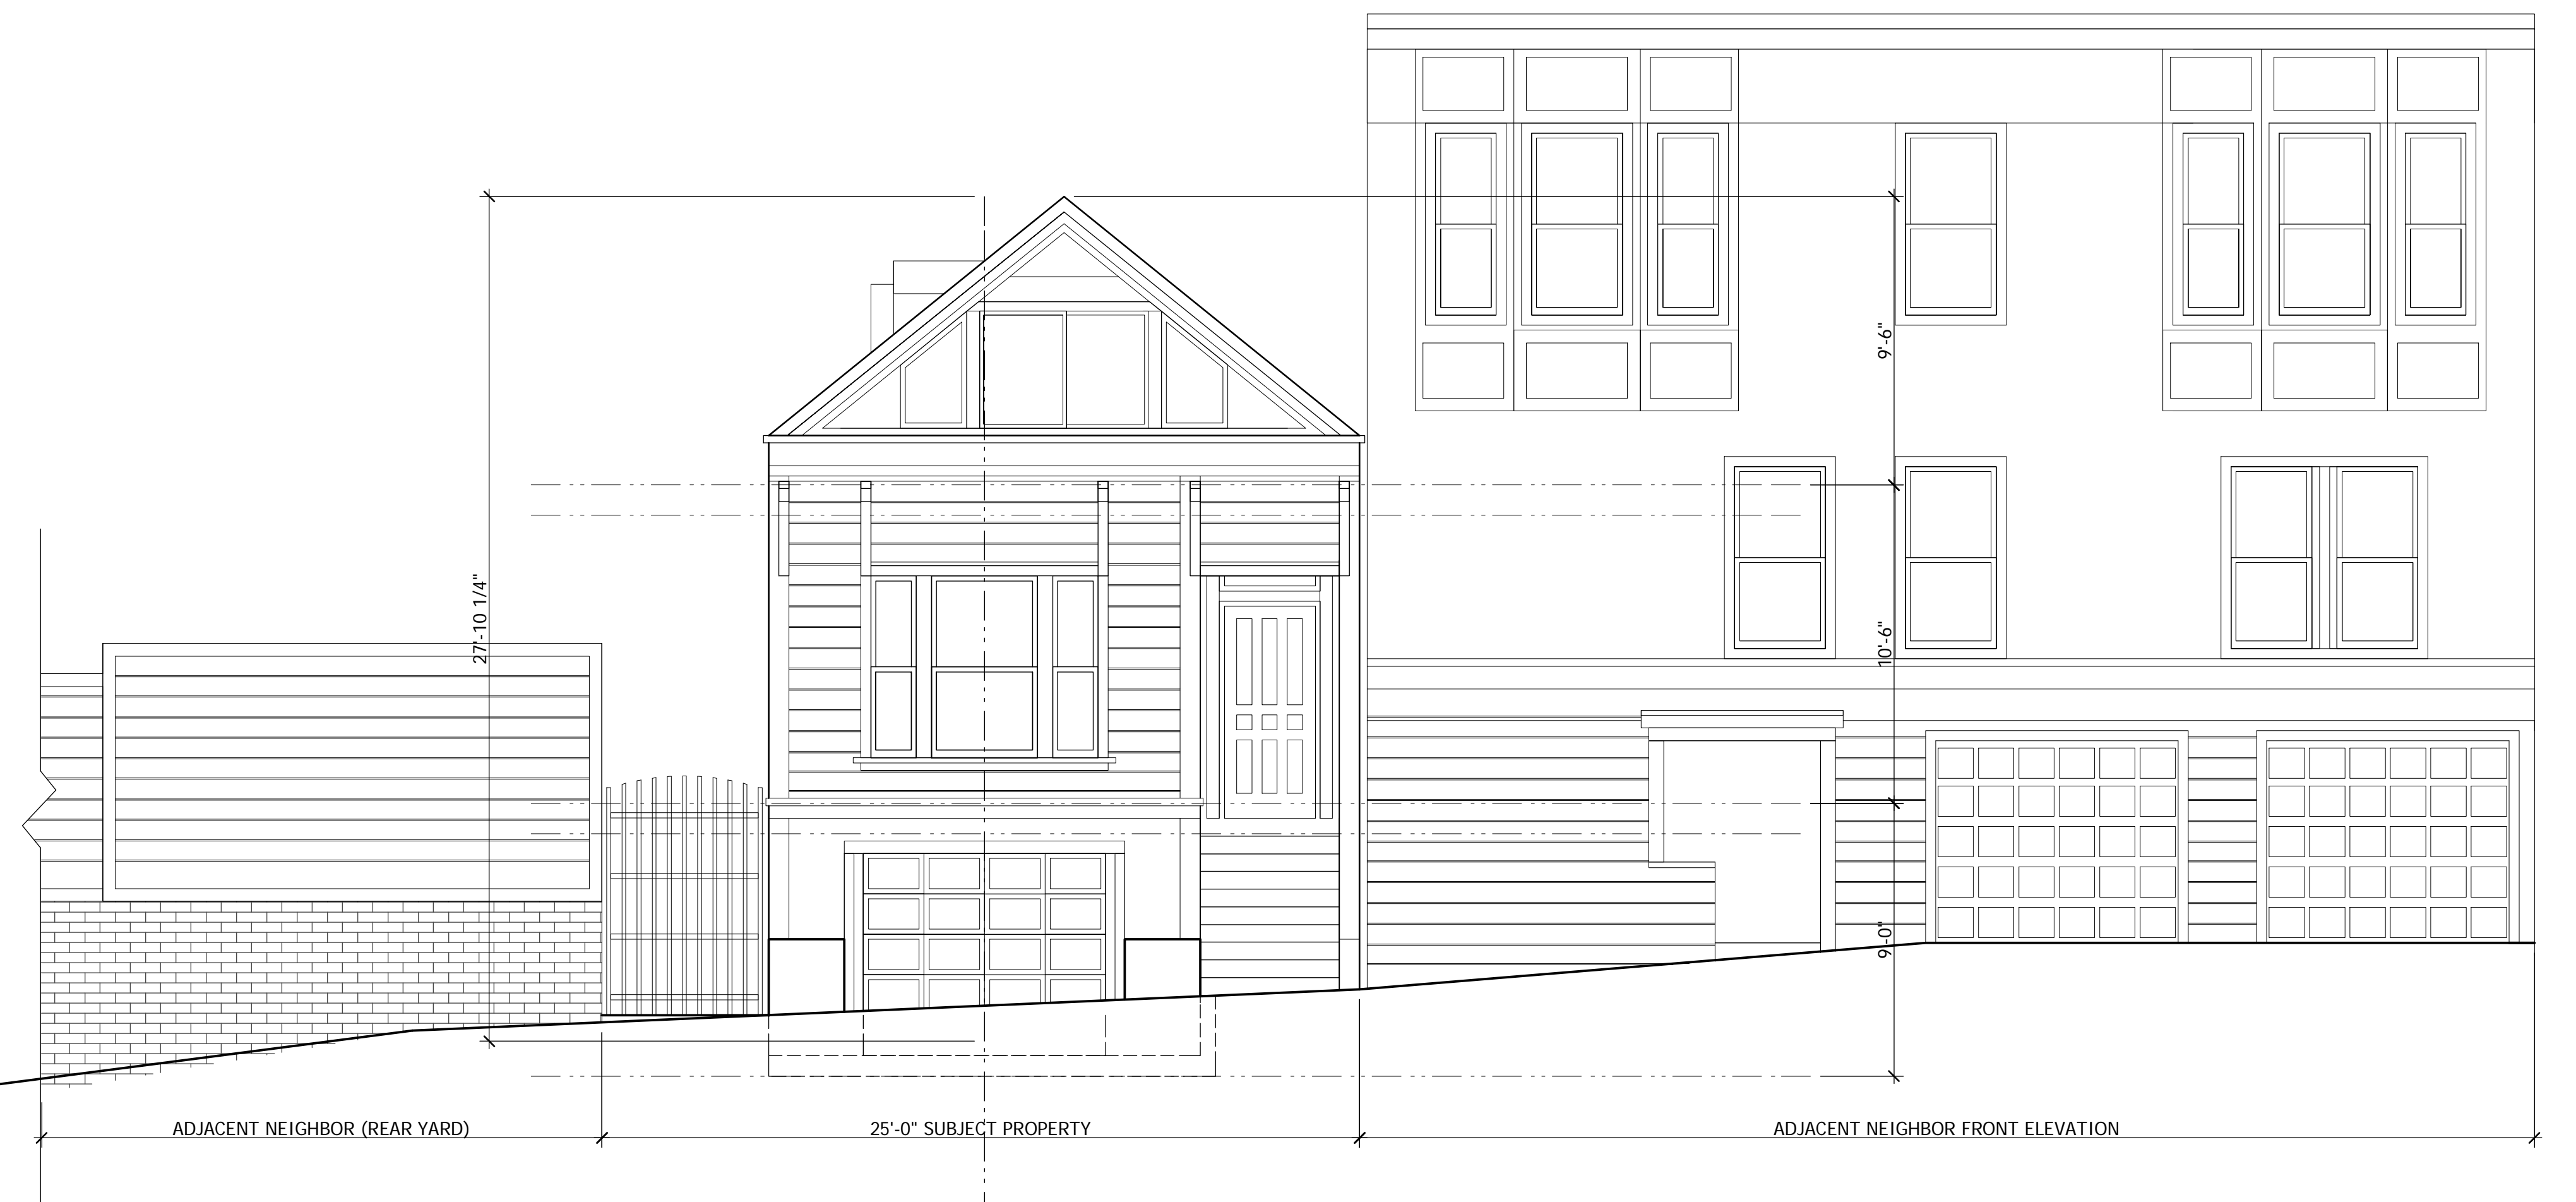 9'-6"
27'-10 1/4"
10'-6"
9'-0"
ADJACENT NEIGHBOR (REAR YARD)
25'-0" SUBJECT PROPERTY
ADJACENT NEIGHBOR FRONT ELEVATION